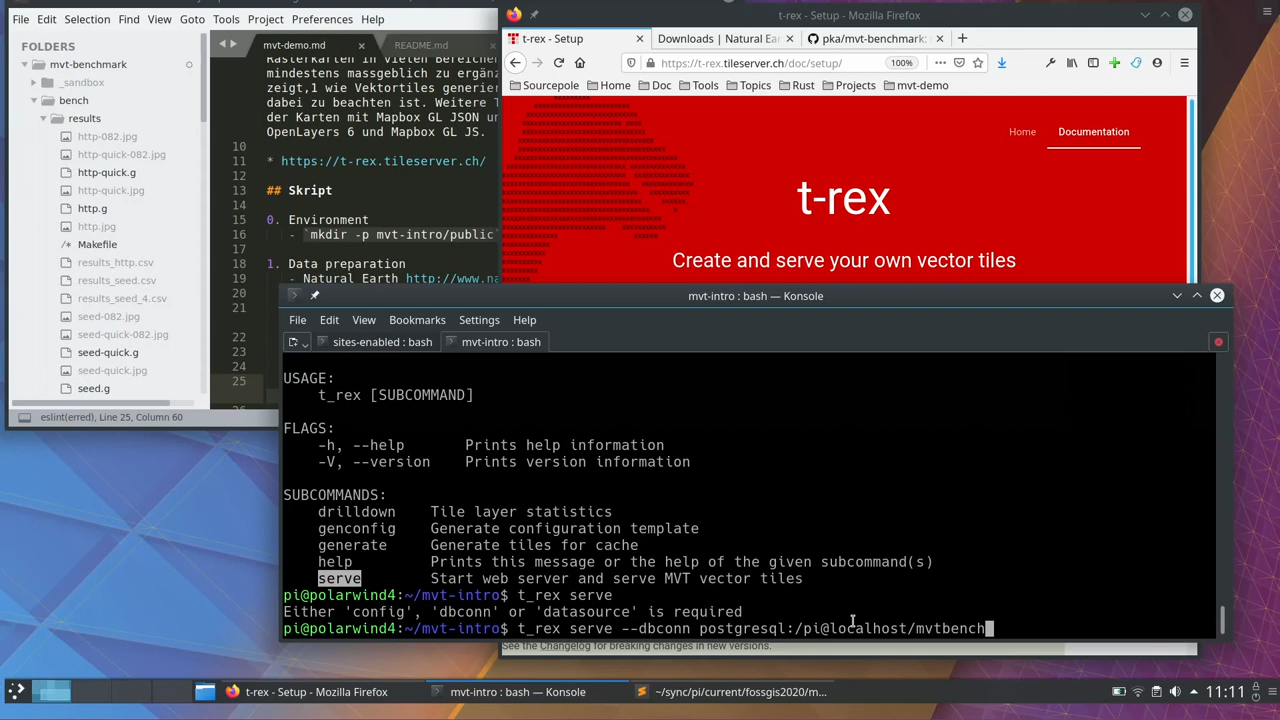 File Edit Selection Find View Goto Tools Project Preferences Help
FOLDERS
mvt-benchmark
_sandbox
bench
results
http-082.jpg
http-quick-082.jpg
http-quick.g
http-quick.jpg
http.g
http.jpg
Makefile
results_http.csv
results_seed.csv
results_seed_4.csv
seed-082.jpg
seed-quick-082.jpg
seed-quick.g
seed-quick.jpg
seed.g
eslint(erred), Line 25, Column 60
mvt-demo.md
README.md
Rasterkarten in vielen Bereichen
mindestens massgeblich zu ergänz
zeigt,1 wie Vektortiles generier
dabei zu beachten ist. Weitere T
der Karten mit Mapbox GL JSON un
OpenLayers 6 und Mapbox GL JS.
10
11 * https://t-rex.tileserver.ch/
12
13 ## Skript
14
15 0. Environment
16 - `mkdir -p mvt-intro/public`
17
18 1. Data preparation
19 - Natural Earth http://www.na
20
21
22
23
24
25
t-rex - Setup - Mozilla Firefox
t-rex - Setup
Downloads | Natural Ear
pka/mvt-benchmark:
https://t-rex.tileserver.ch/doc/setup/
100%
Sourcepole Home Doc Tools Topics Rust Projects mvt-demo
Home Documentation
t-rex
Create and serve your own vector tiles
mvt-intro : bash — Konsole
File Edit View Bookmarks Settings Help
sites-enabled : bash
mvt-intro : bash
USAGE:
t_rex [SUBCOMMAND]
FLAGS:
-h, --help Prints help information
-V, --version Prints version information
SUBCOMMANDS:
drilldown Tile layer statistics
genconfig Generate configuration template
generate Generate tiles for cache
help Prints this message or the help of the given subcommand(s)
serve Start web server and serve MVT vector tiles
pi@polarwind4:~/mvt-intro$ t_rex serve
Either 'config', 'dbconn' or 'datasource' is required
pi@polarwind4:~/mvt-intro$ t_rex serve --dbconn postgresql:/pi@localhost/mvtbench
See the Changelog for breaking changes in new versions.
t-rex - Setup - Mozilla Firefox
mvt-intro : bash — Konsole
~/sync/pi/current/fossgis2020/m...
11:11